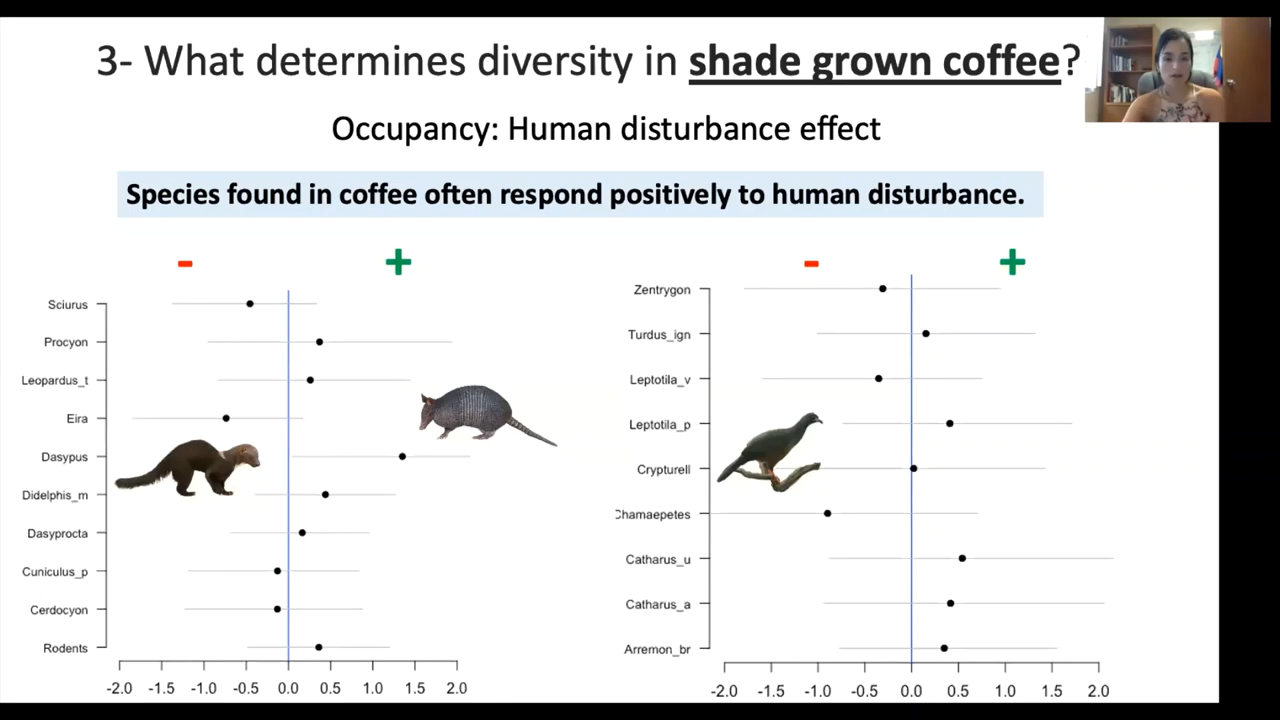 3- What determines diversity in shade grown coffee?
Occupancy: Human disturbance effect
Species found in coffee often respond positively to human disturbance.
- +
Sciurus
Procyon
Leopardus_t
Eira
Dasypus
Didelphis_m
Dasyprocta
Cuniculus_p
Cerdocyon
Rodents
-2.0 -1.5 -1.0 -0.5 0.0 0.5 1.0 1.5 2.0
- +
Zentrygon
Turdus_ign
Leptotila_v
Leptotila_p
Crypturell
Chamaepetes
Catharus_u
Catharus_a
Arremon_br
-2.0 -1.5 -1.0 -0.5 0.0 0.5 1.0 1.5 2.0